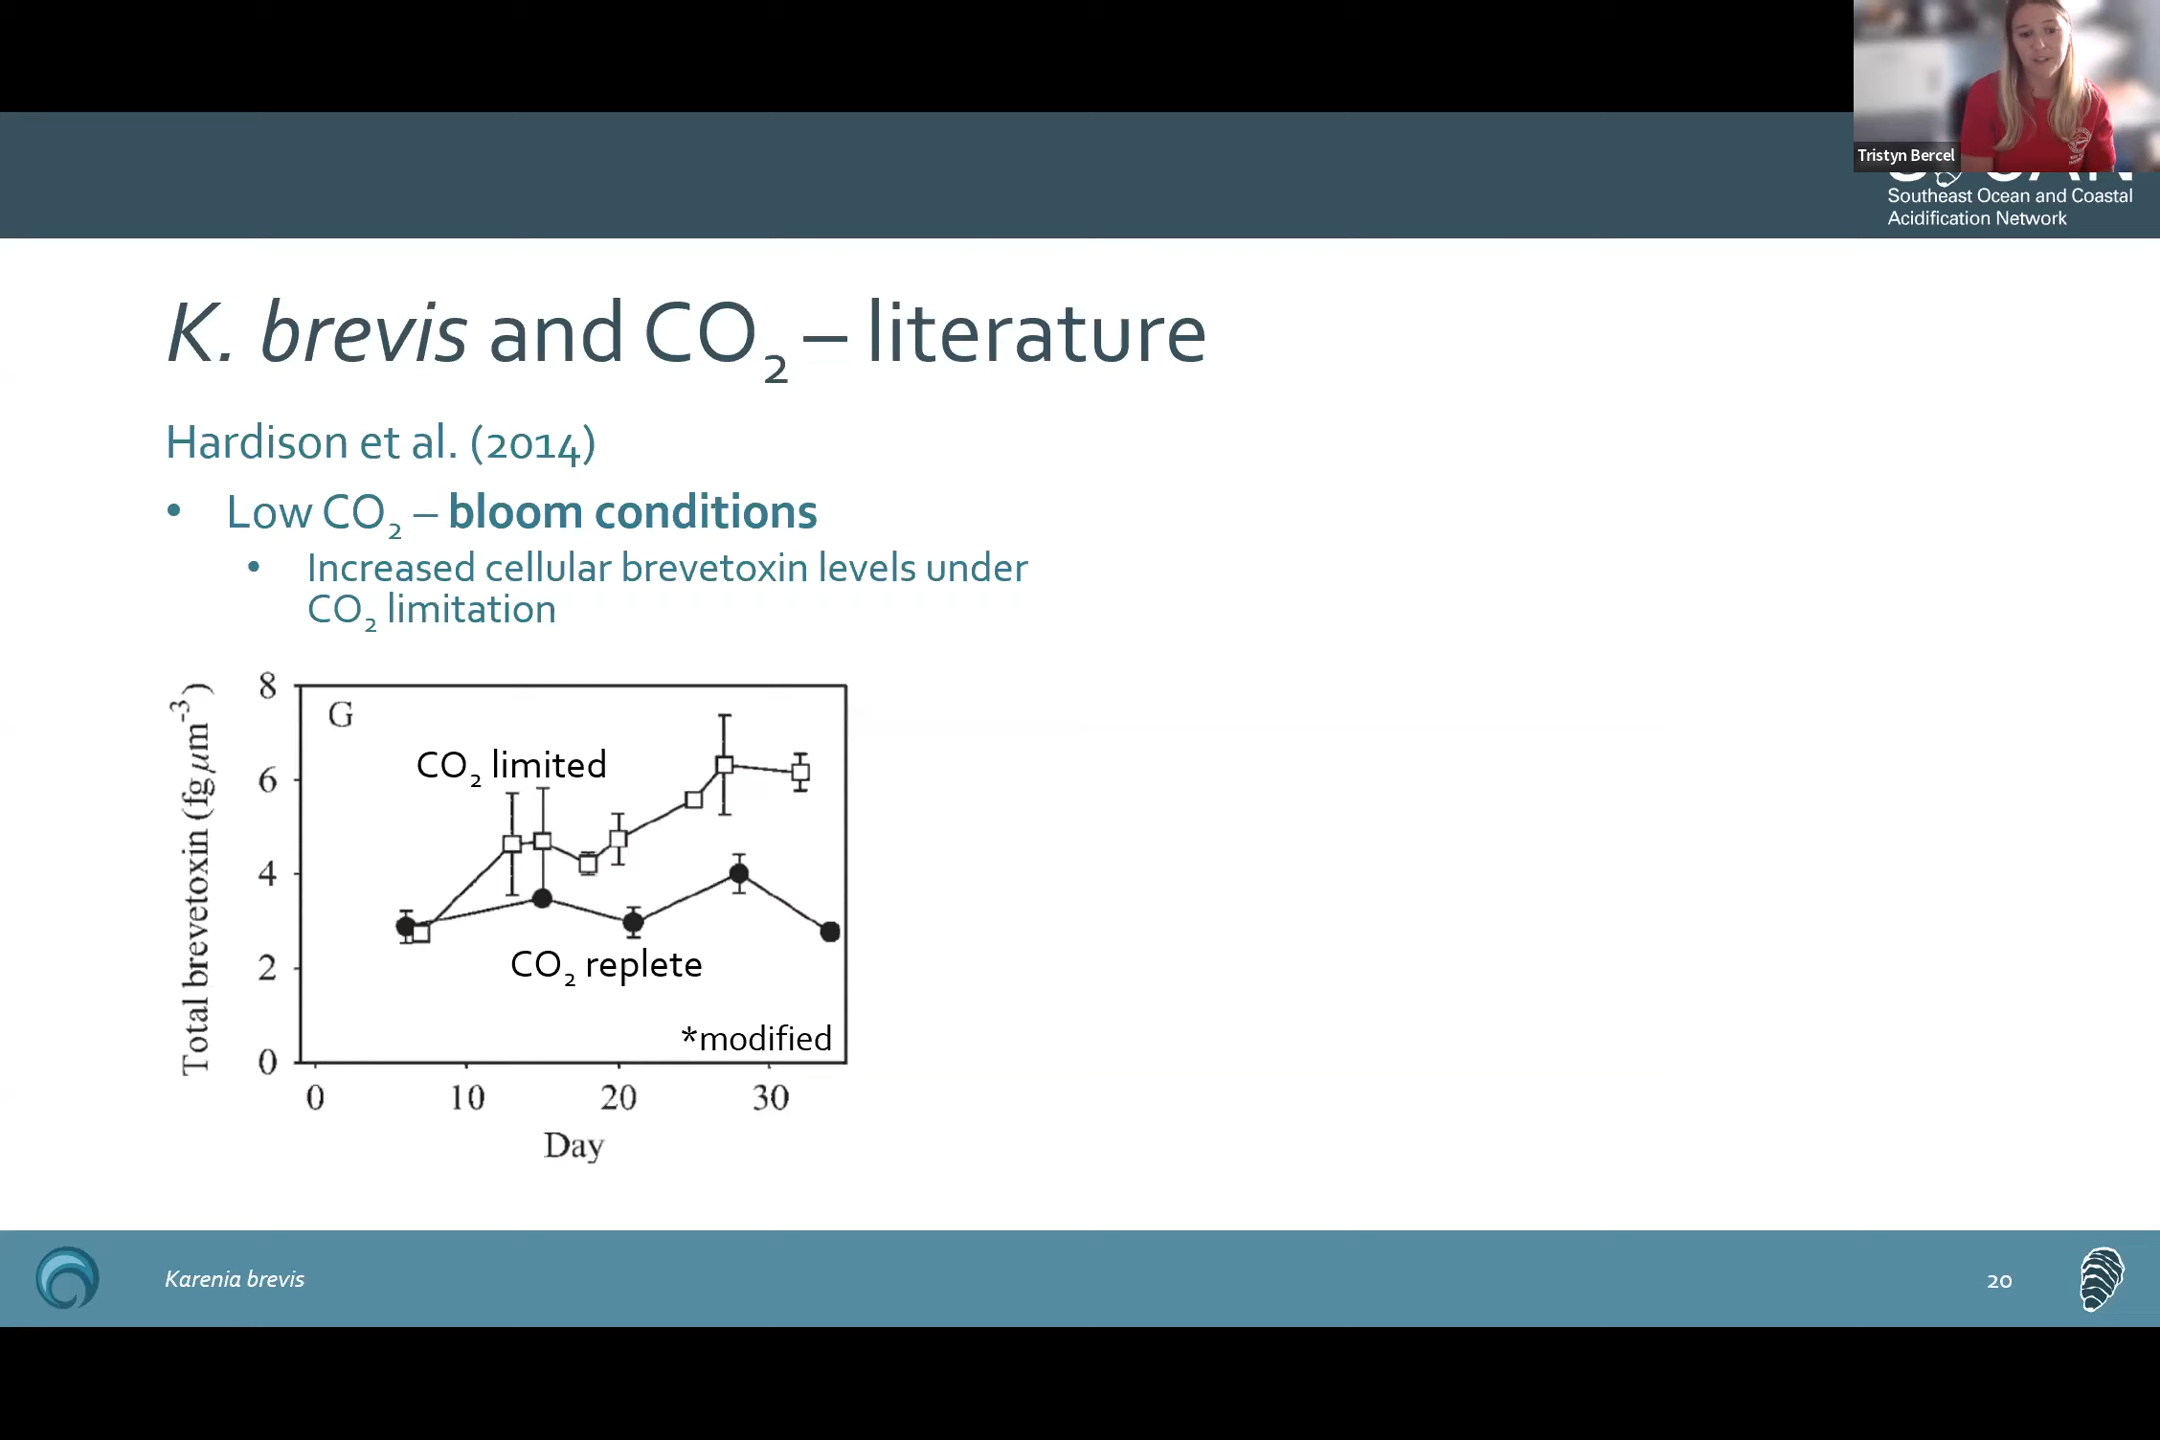 Tristyn Bercel
Southeast Ocean and Coastal
Acidification Network
K. brevis and CO₂ – literature
Hardison et al. (2014)
• Low CO₂ – bloom conditions
• Increased cellular brevetoxin levels under
CO₂ limitation
Total brevetoxin (fg µm⁻³)
8
6
4
2
0
G
CO₂ limited
CO₂ replete
*modified
0 10 20 30
Day
Karenia brevis
20